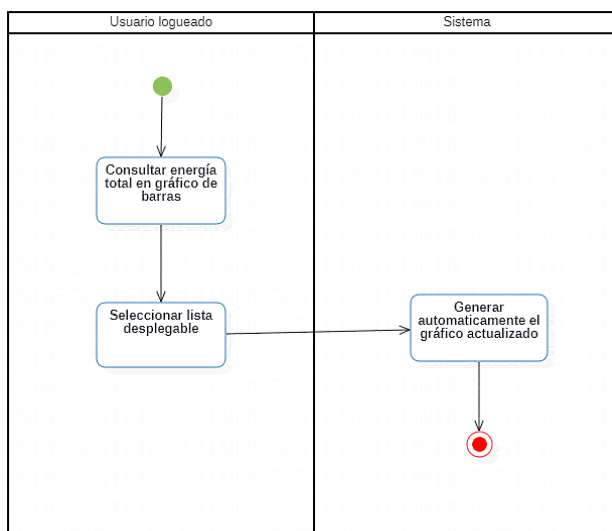 Usuario logueado
Sistema
Consultar energía
total en gráfico de
barras
Seleccionar lista
desplegable
Generar
automaticamente el
gráfico actualizado